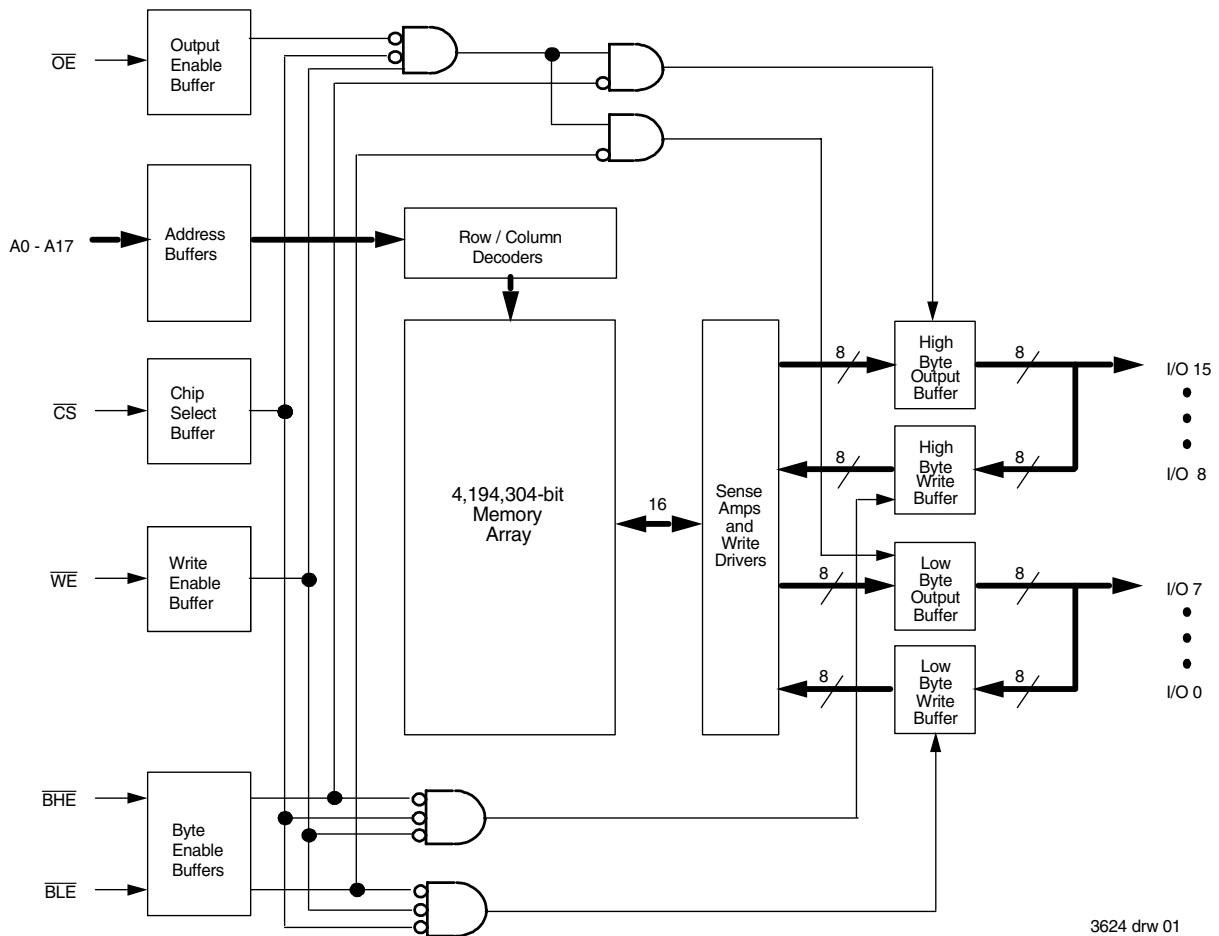 OE
Output
Enable
Buffer
A0 - A17
Address
Buffers
Row / Column
Decoders
CS
Chip
Select
Buffer
WE
Write
Enable
Buffer
4,194,304-bit
Memory
Array
16
Sense
Amps
and
Write
Drivers
8
High
Byte
Output
Buffer
8
I/O 15
8
High
Byte
Write
Buffer
8
I/O 8
8
Low
Byte
Output
Buffer
8
I/O 7
8
Low
Byte
Write
Buffer
8
I/O 0
BHE
BLE
Byte
Enable
Buffers
3624 drw 01